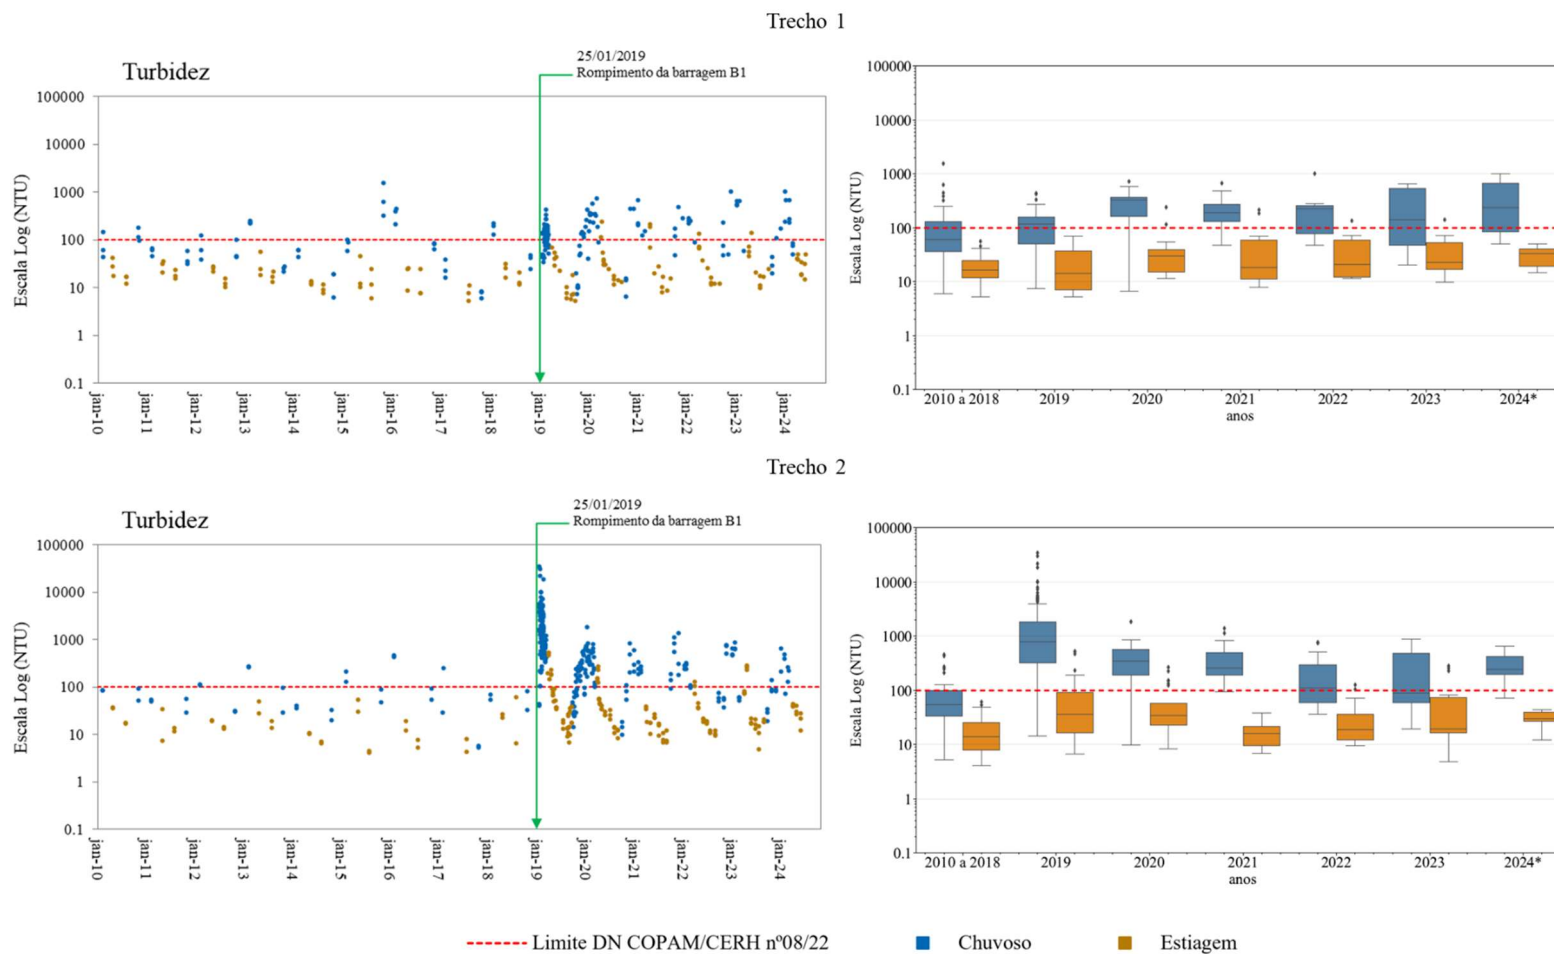 Trecho 1
Turbidez
25/01/2019
Rompimento da barragem B1
Escala Log (NTU)
100000
10000
1000
100
10
1
0.1
jan-10
jan-11
jan-12
jan-13
jan-14
jan-15
jan-16
jan-17
jan-18
jan-19
jan-20
jan-21
jan-22
jan-23
jan-24
Escala Log (NTU)
100000
10000
1000
100
10
1
0.1
2010 a 2018
2019
2020
2021
2022
2023
2024*
anos
Trecho 2
Turbidez
25/01/2019
Rompimento da barragem B1
Escala Log (NTU)
100000
10000
1000
100
10
1
0.1
jan-10
jan-11
jan-12
jan-13
jan-14
jan-15
jan-16
jan-17
jan-18
jan-19
jan-20
jan-21
jan-22
jan-23
jan-24
Escala Log (NTU)
100000
10000
1000
100
10
1
0.1
2010 a 2018
2019
2020
2021
2022
2023
2024*
anos
Limite DN COPAM/CERH nº08/22
Chuvoso
Estiagem